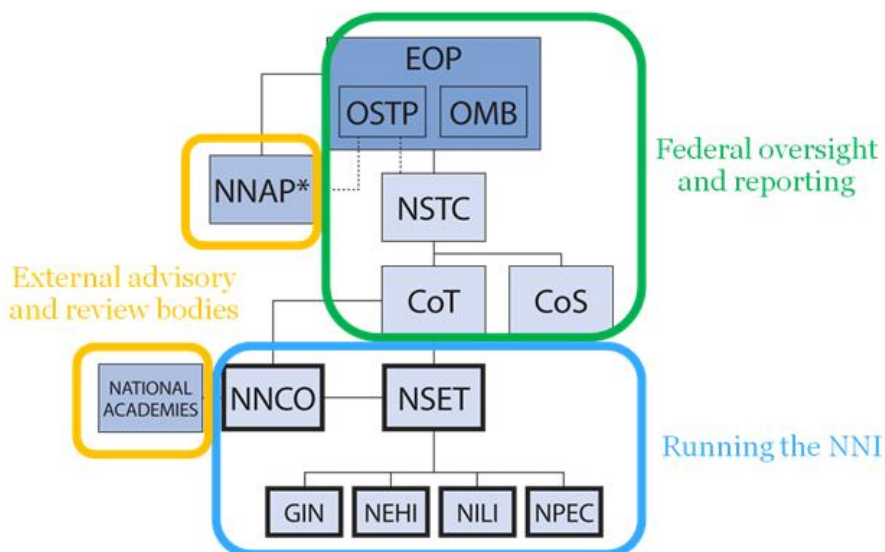 EOP
OSTP
OMB
Federal oversight
and reporting
NNAP*
NSTC
External advisory
and review bodies
CoT
CoS
NATIONAL
ACADEMIES
NNCO
NSET
Running the NNI
GIN
NEHI
NILI
NPEC